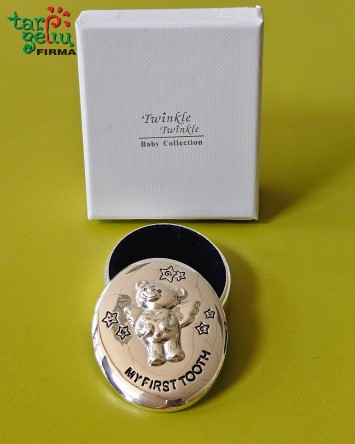 tarp
gėlių
FIRMA
Twinkle
Twinkle
Baby Collection
MY FIRST TOOTH